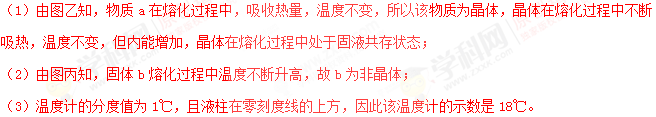 （1）由图乙知，物质 a 在熔化过程中，吸收热量，温度不变，所以该物质为晶体，晶体在熔化过程中不断
吸热，温度不变，但内能增加，晶体在熔化过程中处于固液共存状态；
（2）由图丙知，固体 b 熔化过程中温度不断升高，故 b 为非晶体；
（3）温度计的分度值为 1℃，且液柱在零刻度线的上方，因此该温度计的示数是 18℃。